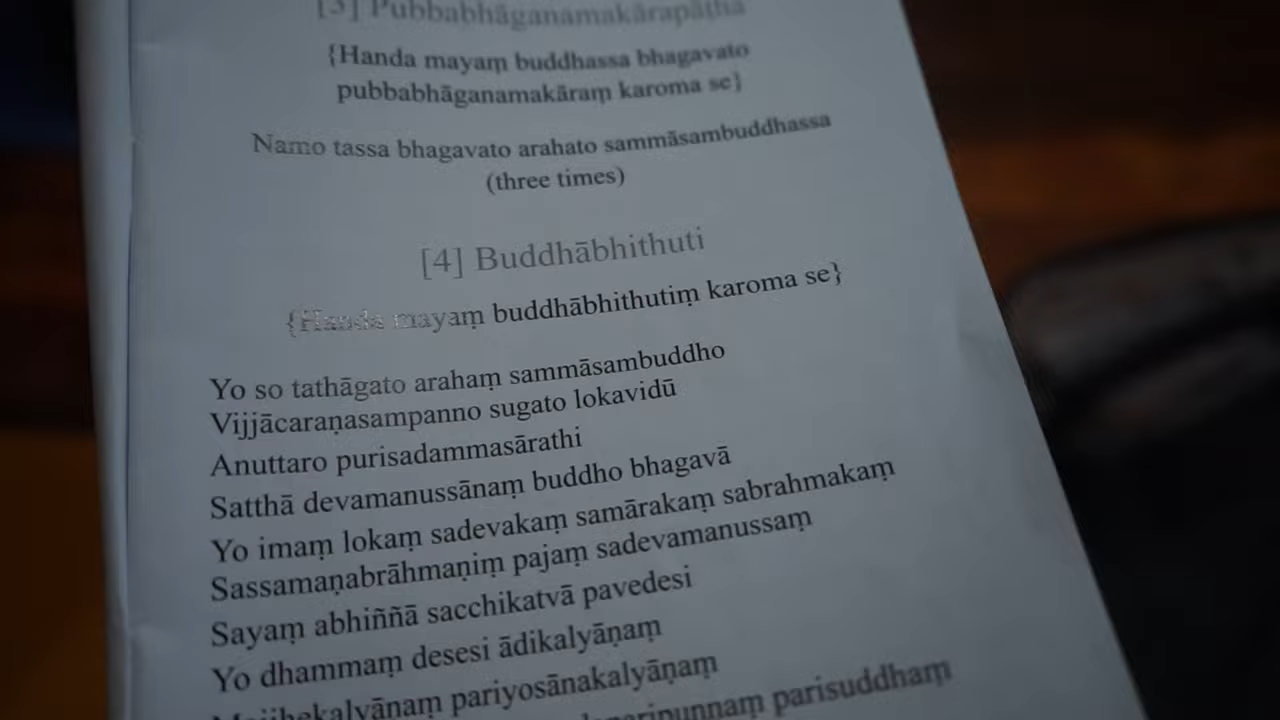 [3] Pubbabhāganamakārapāṭha
{Handa mayaṃ buddhassa bhagavato
pubbabhāganamakāraṃ karoma se}
Namo tassa bhagavato arahato sammāsambuddhassa
(three times)
[4] Buddhābhithuti
{Handa mayaṃ buddhābhithutiṃ karoma se}
Yo so tathāgato arahaṃ sammāsambuddho
Vijjācaraṇasampanno sugato lokavidū
Anuttaro purisadammasārathi
Satthā devamanussānaṃ buddho bhagavā
Yo imaṃ lokaṃ sadevakaṃ samārakaṃ sabrahmakaṃ
Sassamaṇabrāhmaṇiṃ pajaṃ sadevamanussaṃ
Sayaṃ abhiññā sacchikatvā pavedesi
Yo dhammaṃ desesi ādikalyāṇaṃ
Majjhekalyāṇaṃ pariyosānakalyāṇaṃ
parisuddhaṃ